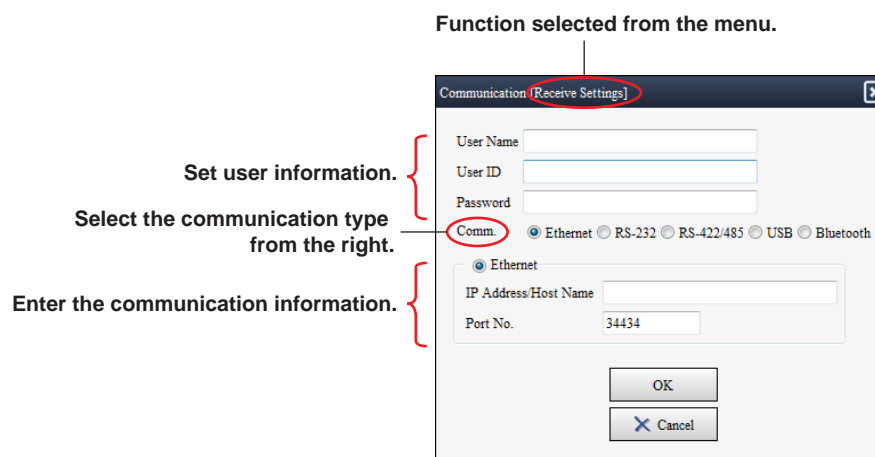 Function selected from the menu.
Communication [Receive Settings]
User Name
Set user information.
User ID
Password
Select the communication type
from the right.
Comm. Ethernet RS-232 RS-422/485 USB Bluetooth
Ethernet
Enter the communication information.
IP Address/Host Name
Port No. 34434
OK
Cancel